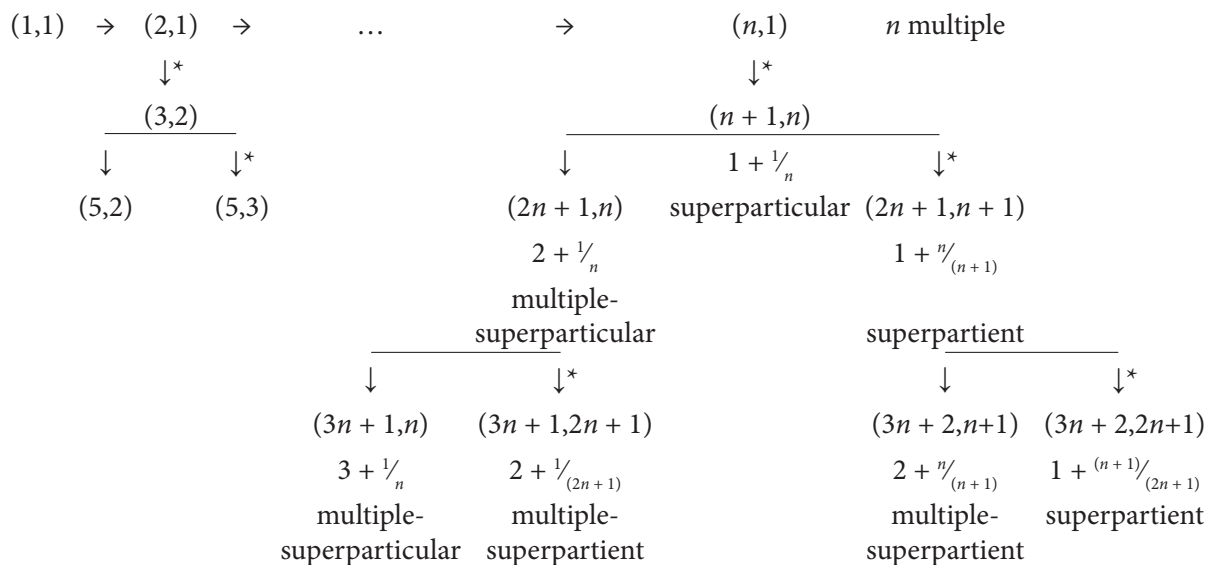 (1,1) → (2,1) → … → (n,1) n multiple
↓* ↓*
(3,2) (n + 1,n)
↓ ↓* ↓ 1 + 1/n ↓*
(5,2) (5,3) (2n + 1,n) superparticular (2n + 1,n + 1)
2 + 1/n 1 + n/(n + 1)
multiple-
superparticular superpartient
↓ ↓* ↓ ↓*
(3n + 1,n) (3n + 1,2n + 1) (3n + 2,n+1) (3n + 2,2n+1)
3 + 1/n 2 + 1/(2n + 1) 2 + n/(n + 1) 1 + (n + 1)/(2n + 1)
multiple- multiple- multiple- superpartient
superparticular superpartient superpartient